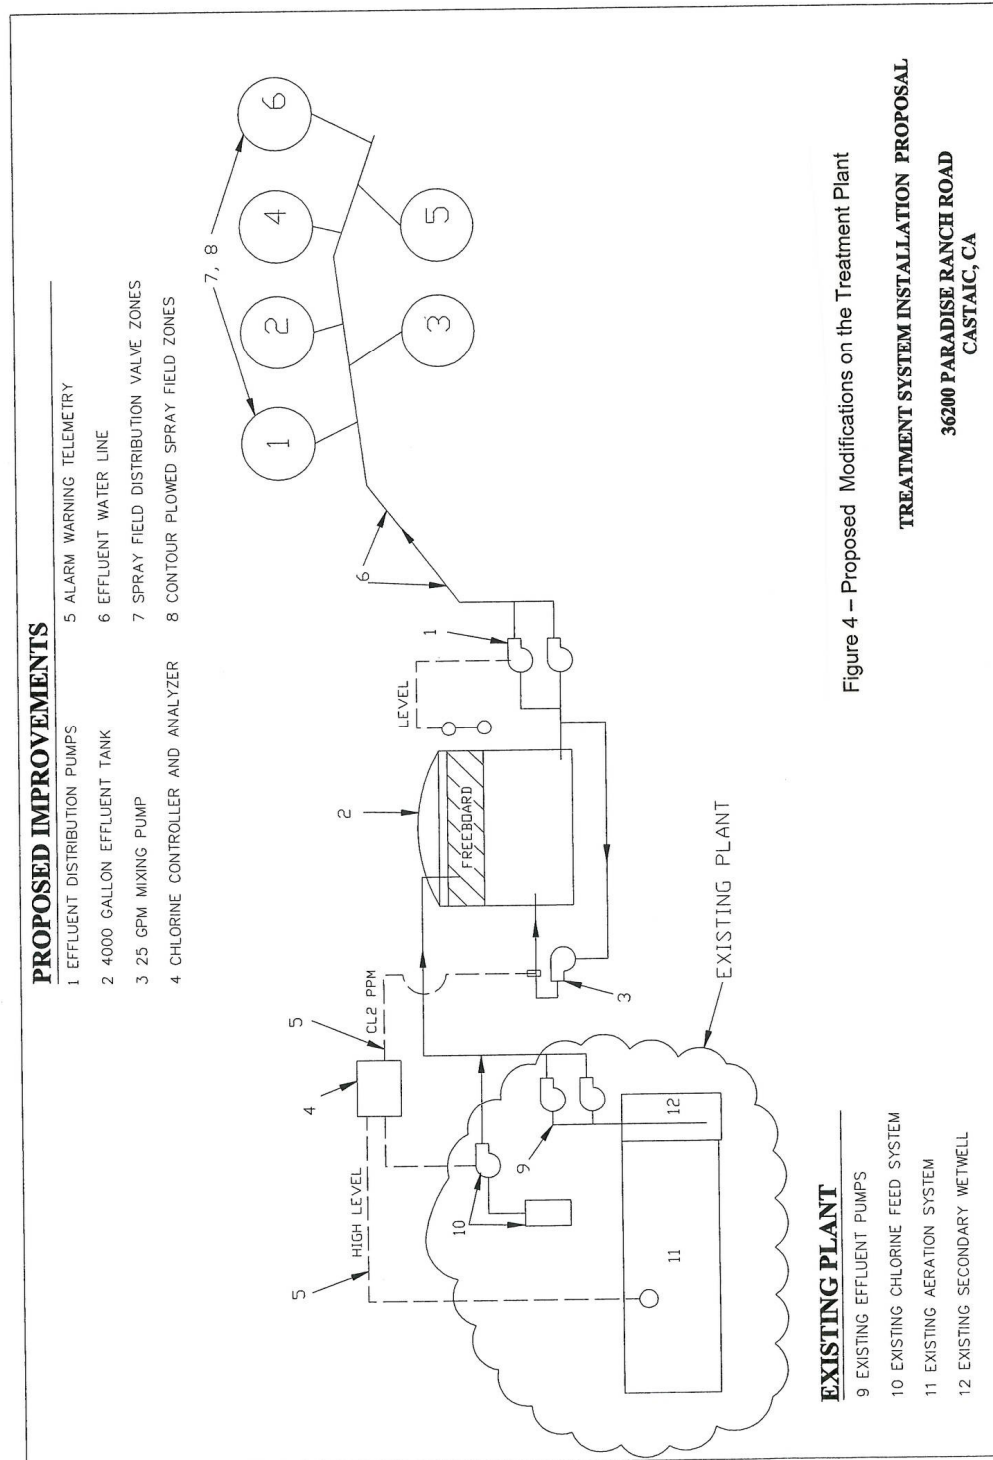 PROPOSED IMPROVEMENTS
1 EFFLUENT DISTRIBUTION PUMPS
2 4000 GALLON EFFLUENT TANK
3 25 GPM MIXING PUMP
4 CHLORINE CONTROLLER AND ANALYZER
5 ALARM WARNING TELEMETRY
6 EFFLUENT WATER LINE
7 SPRAY FIELD DISTRIBUTION VALVE ZONES
8 CONTOUR PLOWED SPRAY FIELD ZONES
7, 8
1
2
4
6
3
5
6
1
LEVEL
2
FREEBOARD
3
CL2 PPM
5
4
HIGH LEVEL
5
10
9
11
12
EXISTING PLANT
EXISTING PLANT
9 EXISTING EFFLUENT PUMPS
10 EXISTING CHLORINE FEED SYSTEM
11 EXISTING AERATION SYSTEM
12 EXISTING SECONDARY WETWELL
Figure 4 – Proposed Modifications on the Treatment Plant
TREATMENT SYSTEM INSTALLATION PROPOSAL
36200 PARADISE RANCH ROAD
CASTAIC, CA